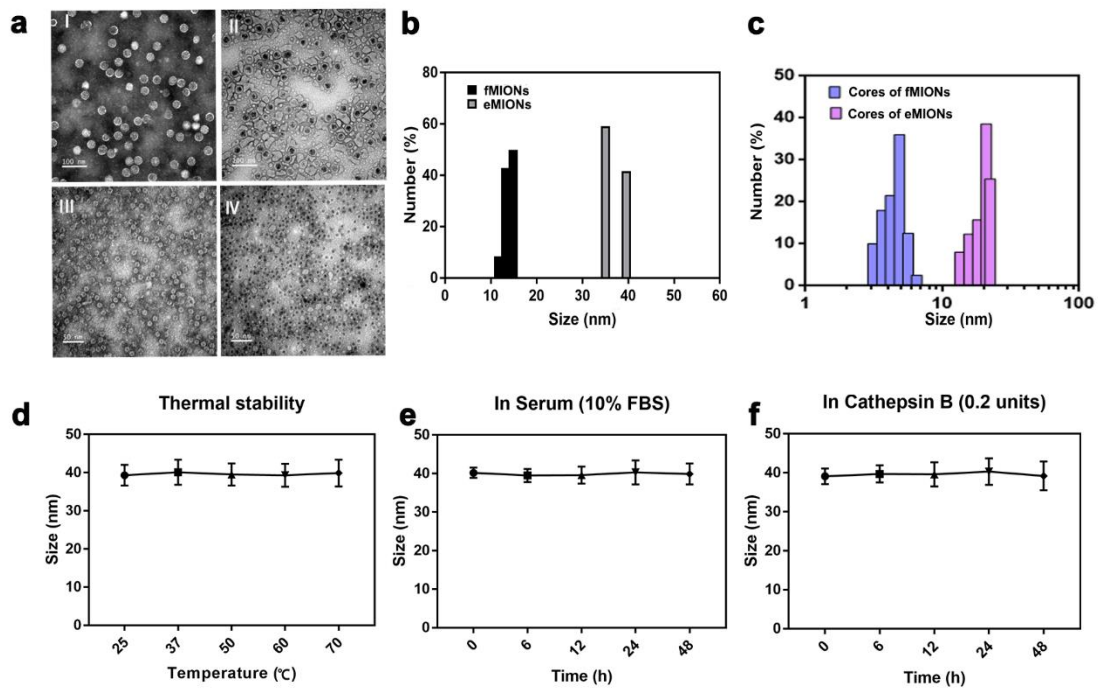 a
I
II
100 nm
100 nm
III
IV
50 nm
50 nm
b
fMIONs
eMIONs
Number (%)
80
60
40
20
0
0 10 20 30 40 50 60
Size (nm)
c
Cores of fMIONs
Cores of eMIONs
Number (%)
50
40
30
20
10
0
1 10 100
Size (nm)
d
Thermal stability
Size (nm)
50
40
30
20
10
0
25 37 50 60 70
Temperature (℃)
e
In Serum (10% FBS)
Size (nm)
50
40
30
20
10
0
0 6 12 24 48
Time (h)
f
In Cathepsin B (0.2 units)
Size (nm)
50
40
30
20
10
0
0 6 12 24 48
Time (h)